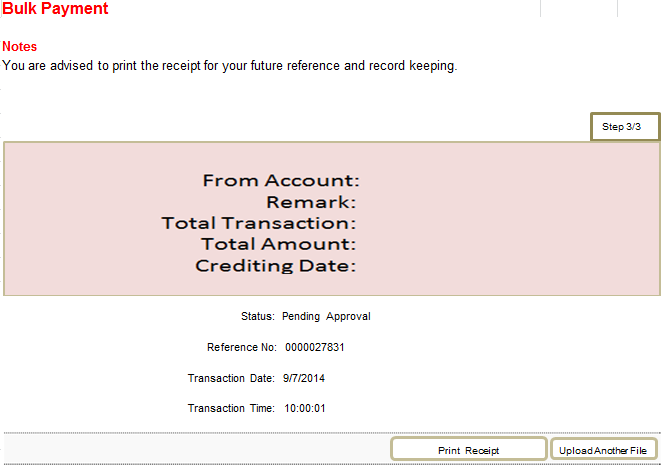 Bulk Payment
Notes
You are advised to print the receipt for your future reference and record keeping.
Step 3/3
From Account:
Remark:
Total Transaction:
Total Amount:
Crediting Date:
Status: Pending Approval
Reference No: 0000027831
Transaction Date: 9/7/2014
Transaction Time: 10:00:01
Print Receipt Upload Another File